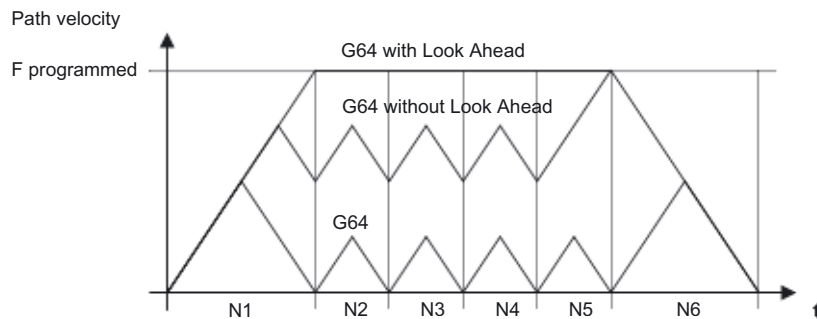 Path velocity
F programmed
G64 with Look Ahead
G64 without Look Ahead
G64
N1 N2 N3 N4 N5 N6
t